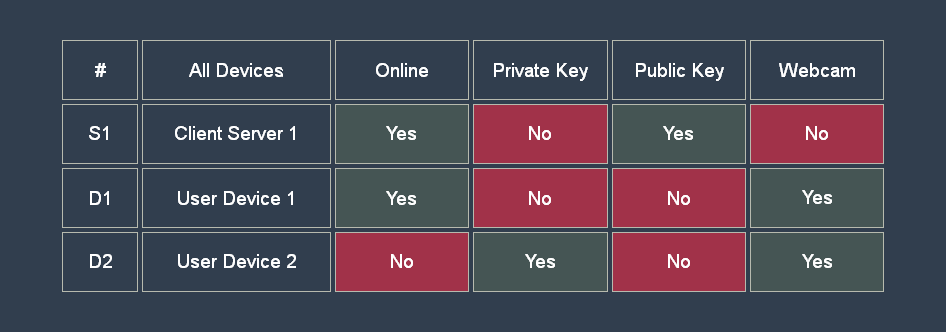 # All Devices Online Private Key Public Key Webcam
S1 Client Server 1 Yes No Yes No
D1 User Device 1 Yes No No Yes
D2 User Device 2 No Yes No Yes